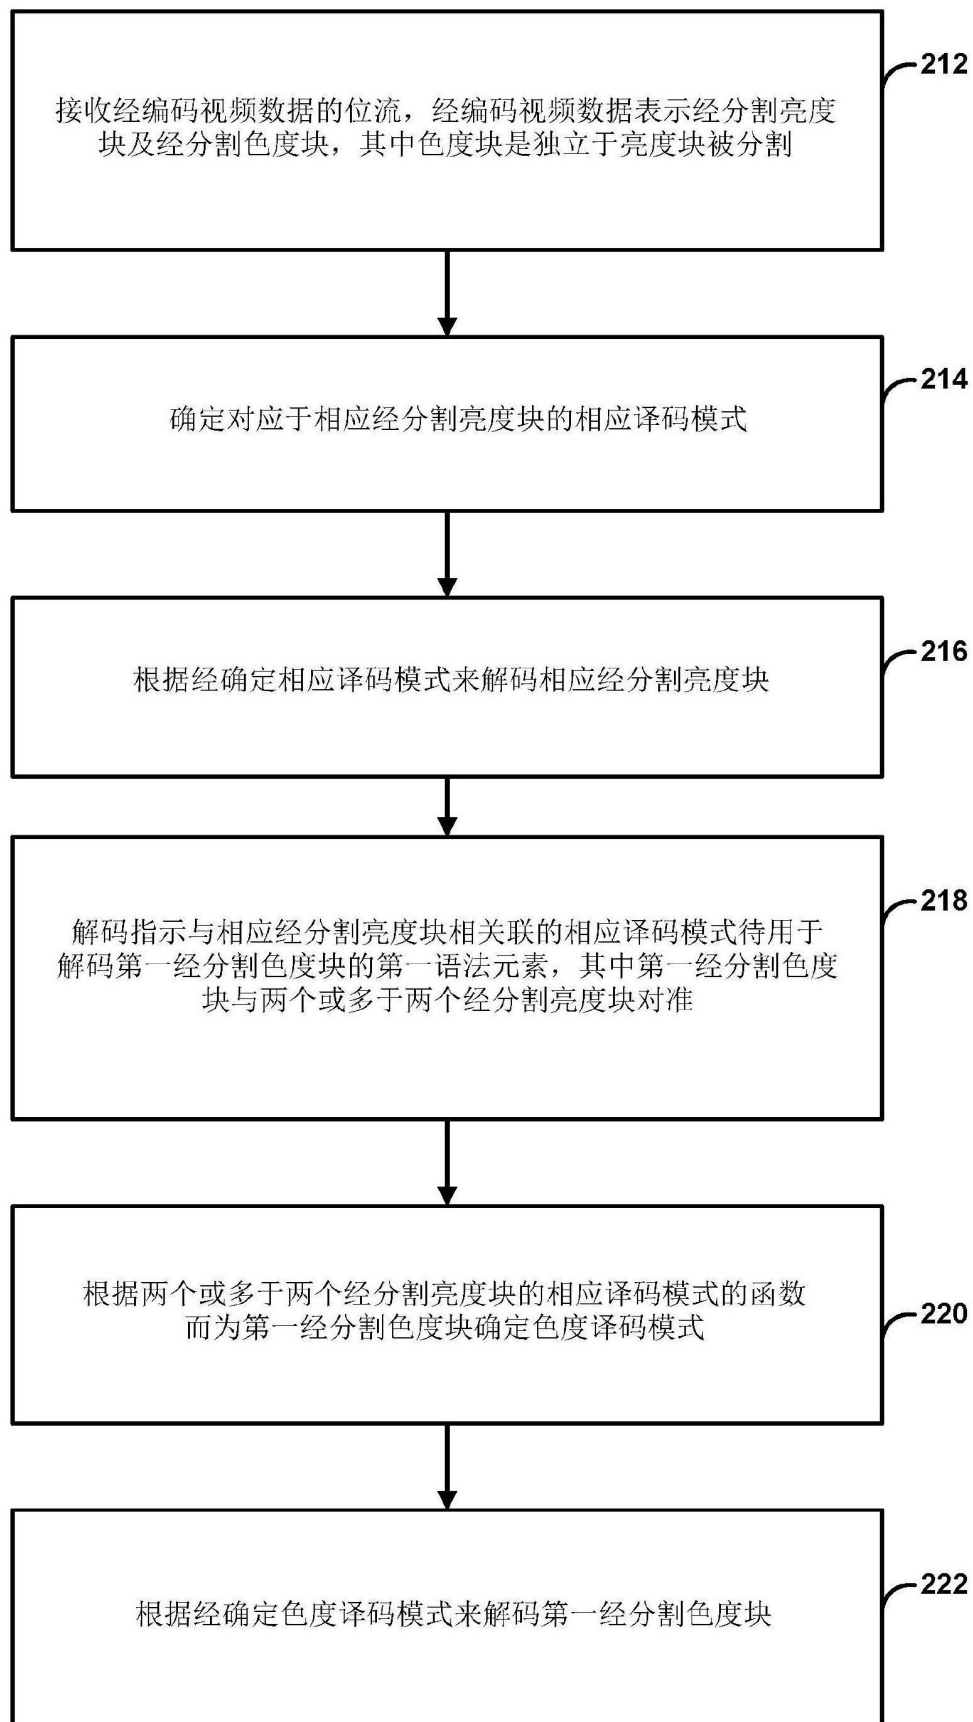 212
接收经编码视频数据的位流，经编码视频数据表示经分割亮度
块及经分割色度块，其中色度块是独立于亮度块被分割
214
确定对应于相应经分割亮度块的相应译码模式
216
根据经确定相应译码模式来解码相应经分割亮度块
218
解码指示与相应经分割亮度块相关联的相应译码模式待用于
解码第一经分割色度块的第一语法元素，其中第一经分割色度
块与两个或多于两个经分割亮度块对准
220
根据两个或多于两个经分割亮度块的相应译码模式的函数
而为第一经分割色度块确定色度译码模式
222
根据经确定色度译码模式来解码第一经分割色度块